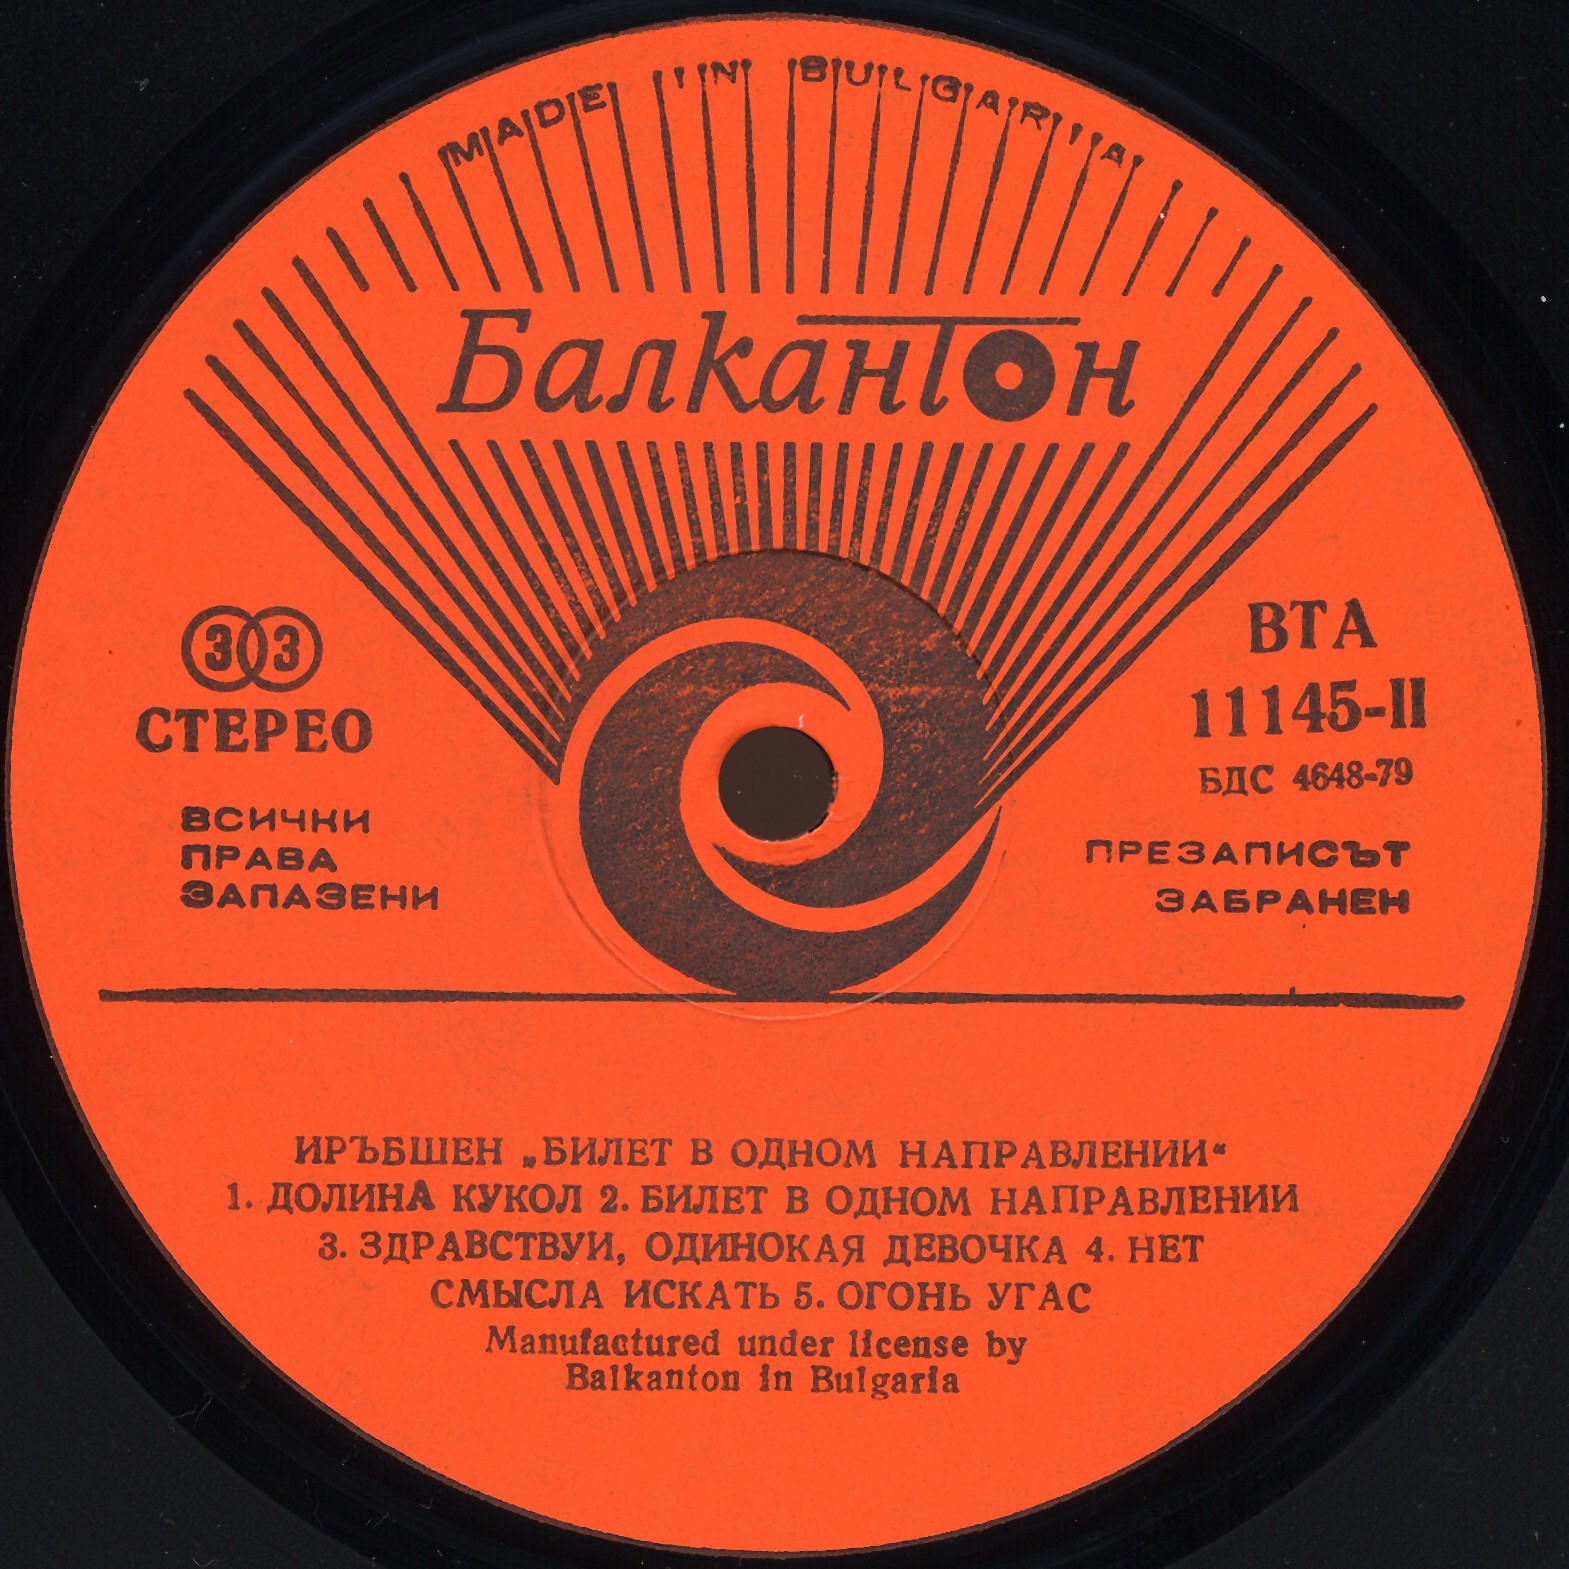 MADE IN BULGARIA
Балкантон
33
СТЕРЕО
ВСИЧКИ
ПРАВА
ЗАПАЗЕНИ
ВТА
11145-II
БДС 4648-79
ПРЕЗАПИСЪТ
ЗАБРАНЕН
ИРЪБШЕН „БИЛЕТ В ОДНОМ НАПРАВЛЕНИИ“
1. ДОЛИНА КУКОЛ 2. БИЛЕТ В ОДНОМ НАПРАВЛЕНИИ
3. ЗДРАВСТВУИ, ОДИНОКАЯ ДЕВОЧКА 4. НЕТ
СМЫСЛА ИСКАТЬ 5. ОГОНЬ УГАС
Manufactured under license by
Balkanton in Bulgaria